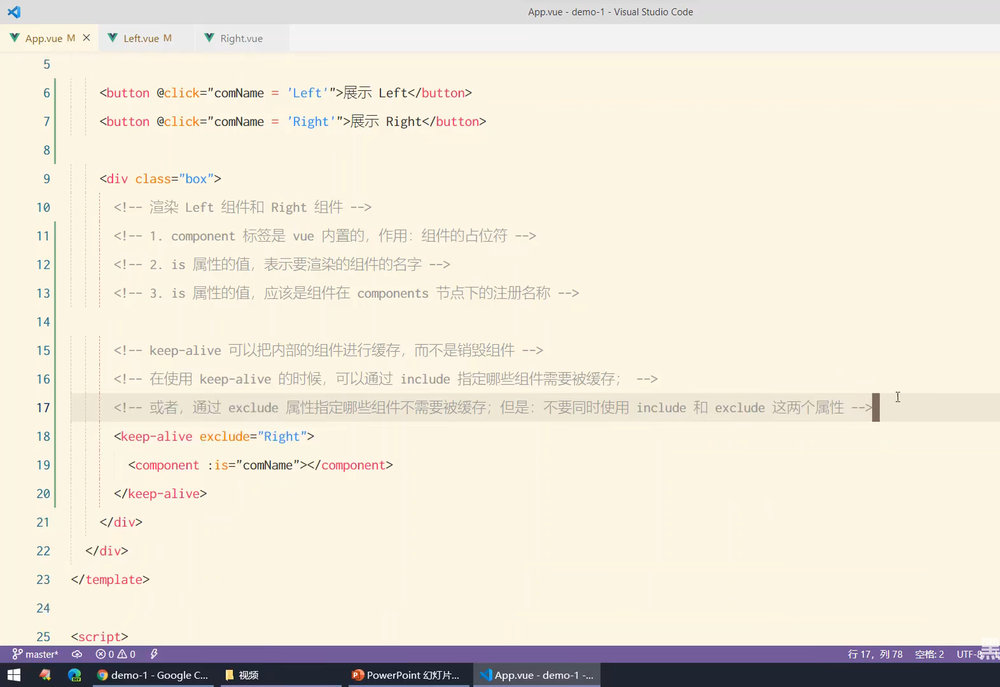 App.vue - demo-1 - Visual Studio Code
App.vue M Left.vue M Right.vue
5
6 <button @click="comName = 'Left'">展示 Left</button>
7 <button @click="comName = 'Right'">展示 Right</button>
8
9 <div class="box">
10 <!-- 渲染 Left 组件和 Right 组件 -->
11 <!-- 1. component 标签是 vue 内置的，作用：组件的占位符 -->
12 <!-- 2. is 属性的值，表示要渲染的组件的名字 -->
13 <!-- 3. is 属性的值，应该是组件在 components 节点下的注册名称 -->
14
15 <!-- keep-alive 可以把内部的组件进行缓存，而不是销毁组件 -->
16 <!-- 在使用 keep-alive 的时候，可以通过 include 指定哪些组件需要被缓存； -->
17 <!-- 或者，通过 exclude 属性指定哪些组件不需要被缓存；但是：不要同时使用 include 和 exclude 这两个属性 -->
18 <keep-alive exclude="Right">
19 <component :is="comName"></component>
20 </keep-alive>
21 </div>
22 </div>
23 </template>
24
25 <script>
master* 0 0 行 17，列 78 空格: 2 UTF-8
DEV demo-1 - Google C... 视频 PowerPoint 幻灯片... App.vue - demo-1 -...